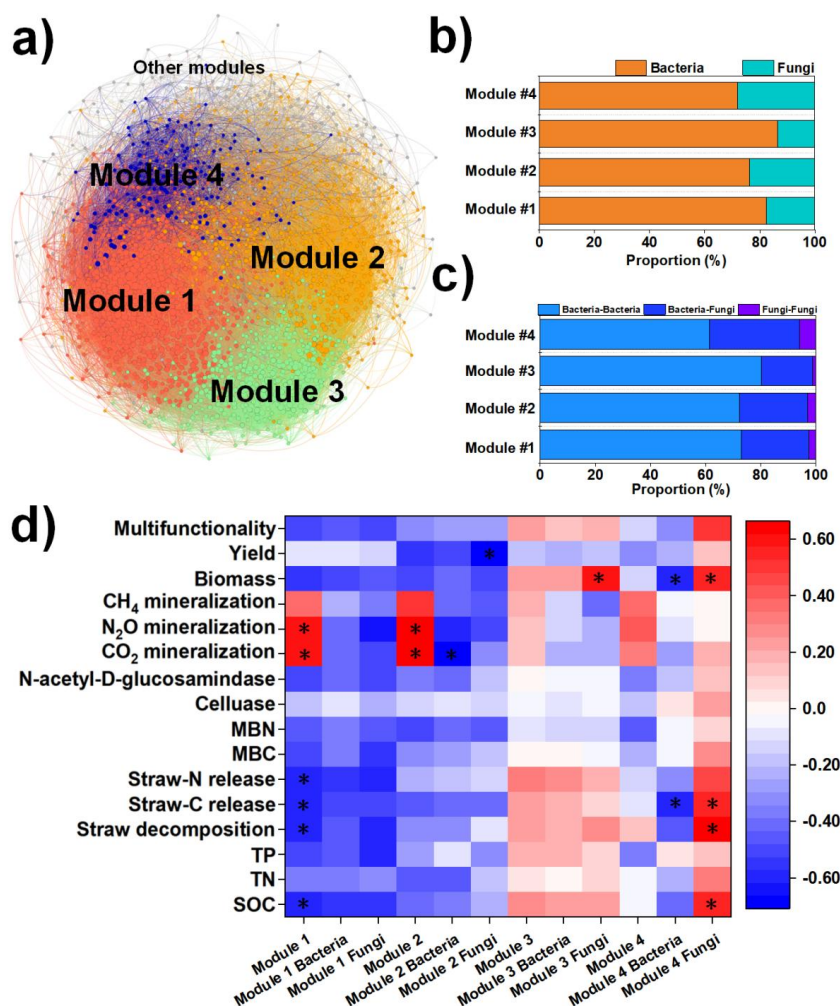 a)
Other modules
Module 4
Module 2
Module 1
Module 3
b)
Bacteria Fungi
Module #4
Module #3
Module #2
Module #1
0 20 40 60 80 100
Proportion (%)
c)
Bacteria-Bacteria Bacteria-Fungi Fungi-Fungi
Module #4
Module #3
Module #2
Module #1
0 20 40 60 80 100
Proportion (%)
d)
Multifunctionality
Yield *
Biomass * * *
CH₄ mineralization
N₂O mineralization * *
CO₂ mineralization * * *
N-acetyl-D-glucosamindase
Celluase
MBN
MBC
Straw-N release *
Straw-C release * * *
Straw decomposition * *
TP
TN
SOC * *
Module 1
Module 1 Bacteria
Module 1 Fungi
Module 2
Module 2 Bacteria
Module 2 Fungi
Module 3
Module 3 Bacteria
Module 3 Fungi
Module 4
Module 4 Bacteria
Module 4 Fungi
0.60
0.40
0.20
0.0
-0.20
-0.40
-0.60